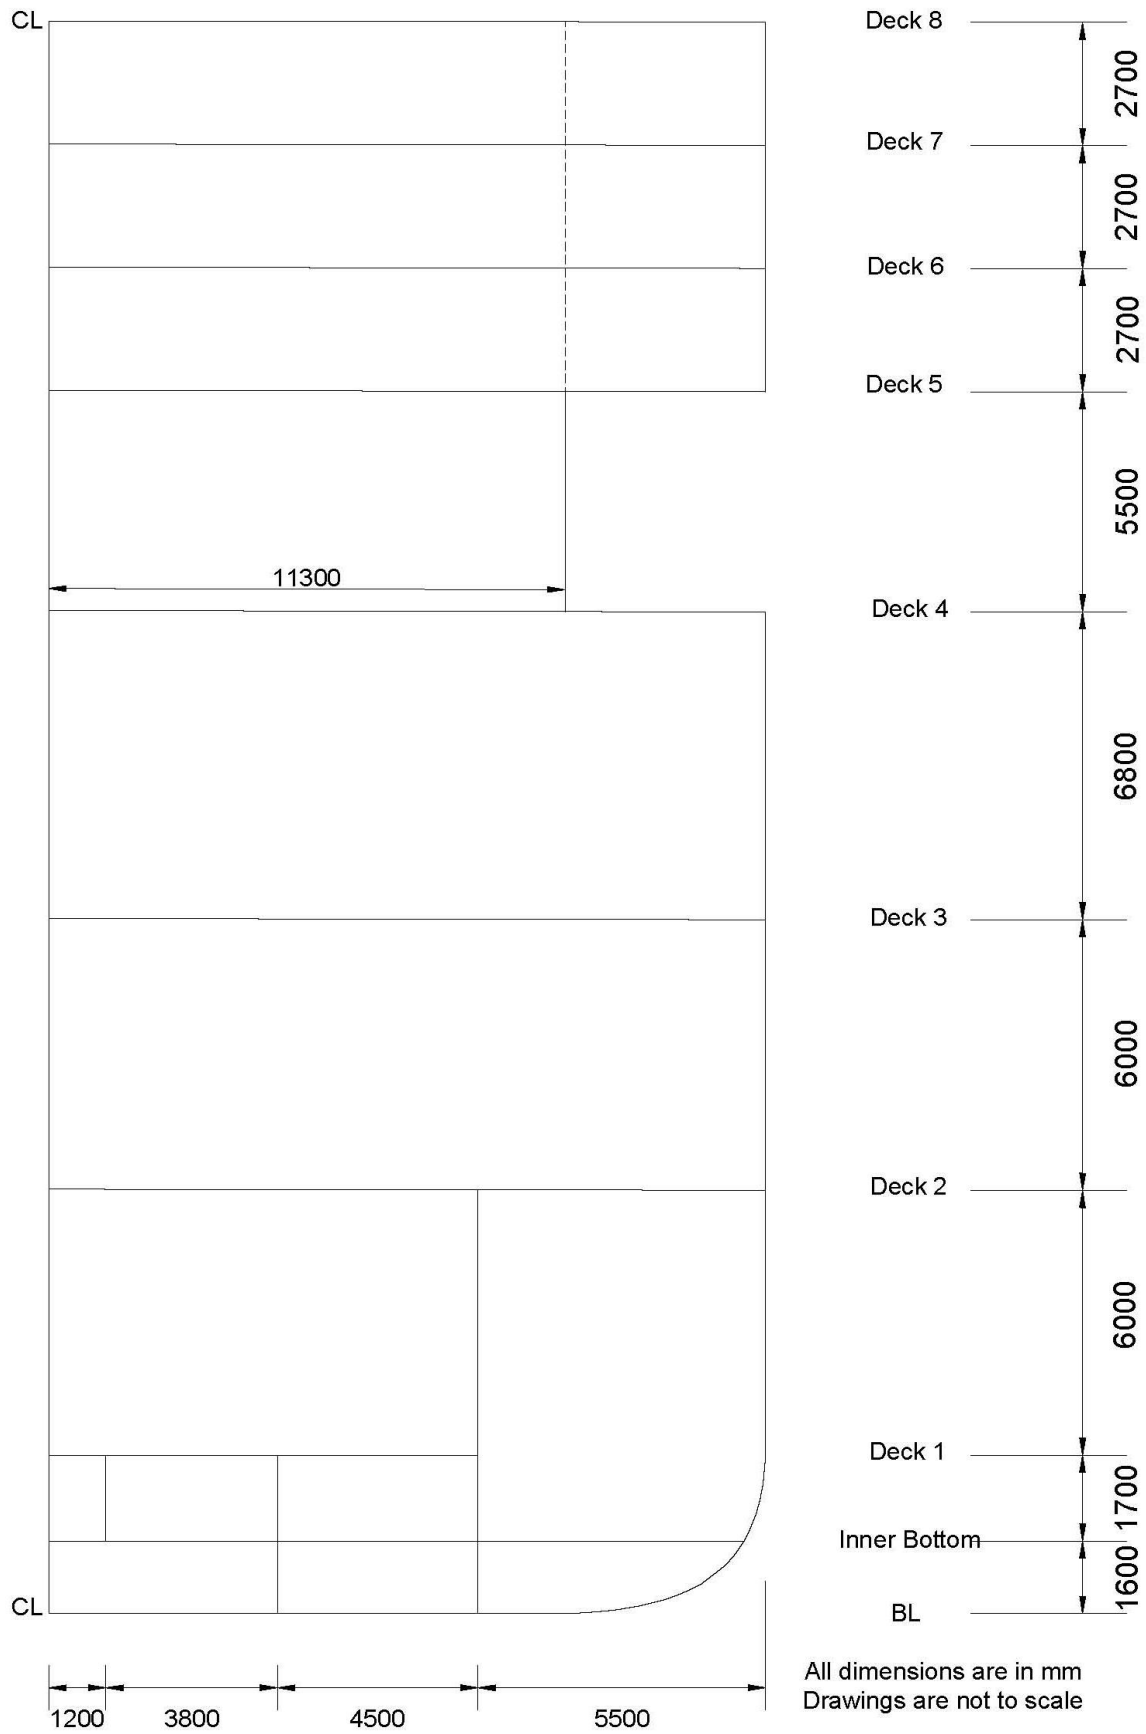 CL
Deck 8
2700
Deck 7
2700
Deck 6
2700
Deck 5
5500
11300
Deck 4
6800
Deck 3
6000
Deck 2
6000
Deck 1
1700
Inner Bottom
1600
CL
BL
All dimensions are in mm
Drawings are not to scale
1200
3800
4500
5500